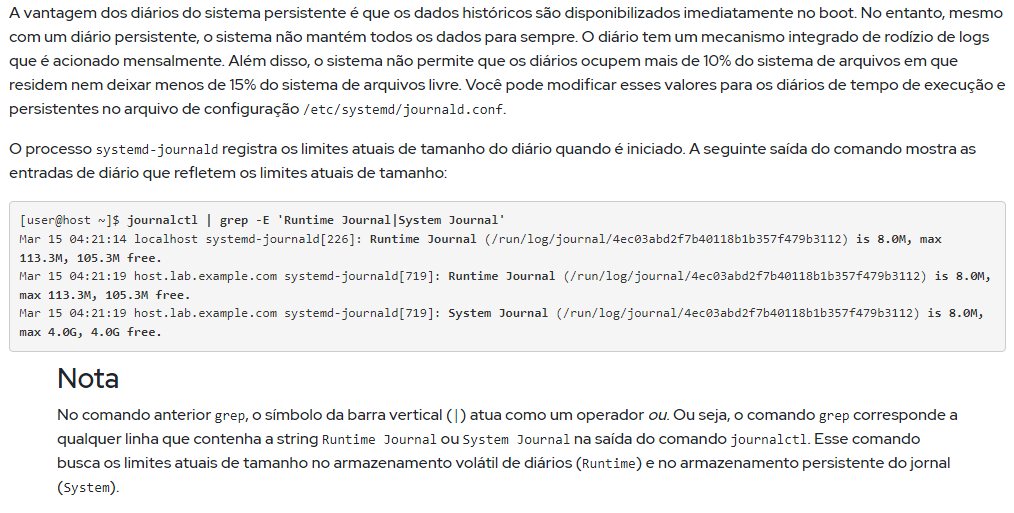 A vantagem dos diários do sistema persistente é que os dados históricos são disponibilizados imediatamente no boot. No entanto, mesmo
com um diário persistente, o sistema não mantém todos os dados para sempre. O diário tem um mecanismo integrado de rodízio de logs
que é acionado mensalmente. Além disso, o sistema não permite que os diários ocupem mais de 10% do sistema de arquivos em que
residem nem deixar menos de 15% do sistema de arquivos livre. Você pode modificar esses valores para os diários de tempo de execução e
persistentes no arquivo de configuração /etc/systemd/journald.conf.
O processo systemd-journald registra os limites atuais de tamanho do diário quando é iniciado. A seguinte saída do comando mostra as
entradas de diário que refletem os limites atuais de tamanho:
[user@host ~]$ journalctl | grep -E 'Runtime Journal|System Journal'
Mar 15 04:21:14 localhost systemd-journald[226]: Runtime Journal (/run/log/journal/4ec03abd2f7b40118b1b357f479b3112) is 8.0M, max
113.3M, 105.3M free.
Mar 15 04:21:19 host.lab.example.com systemd-journald[719]: Runtime Journal (/run/log/journal/4ec03abd2f7b40118b1b357f479b3112) is 8.0M,
max 113.3M, 105.3M free.
Mar 15 04:21:19 host.lab.example.com systemd-journald[719]: System Journal (/run/log/journal/4ec03abd2f7b40118b1b357f479b3112) is 8.0M,
max 4.0G, 4.0G free.
Nota
No comando anterior grep, o símbolo da barra vertical (|) atua como um operador ou. Ou seja, o comando grep corresponde a
qualquer linha que contenha a string Runtime Journal ou System Journal na saída do comando journalctl. Esse comando
busca os limites atuais de tamanho no armazenamento volátil de diários (Runtime) e no armazenamento persistente do jornal
(System).